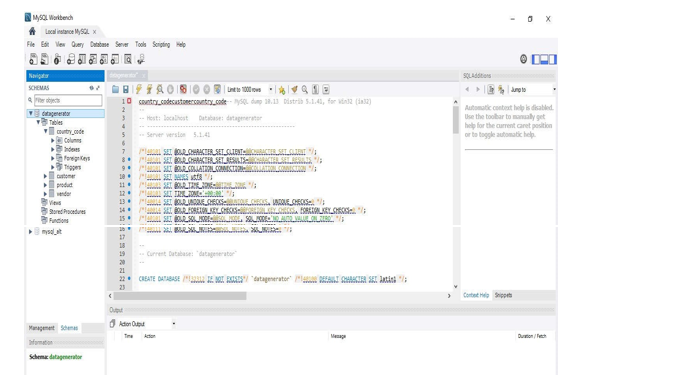 MySQL Workbench
Local instance MySQL
File Edit View Query Database Server Tools Scripting Help
Navigator
SCHEMAS
Filter objects
datagenerator
Tables
country_code
Columns
Indexes
Foreign Keys
Triggers
customer
product
vendor
Views
Stored Procedures
Functions
mysql_alt
Management Schemas
Information
Schema: datagenerator
datagenerator*
Limit to 1000 rows
1 country_codecustomercountry_code-- MySQL dump 10.13 Distrib 5.1.41, for Win32 (ia32)
2 --
3 -- Host: localhost Database: datagenerator
4
5 -- Server version 5.1.41
6
7 /*!40101 SET @OLD_CHARACTER_SET_CLIENT=@@CHARACTER_SET_CLIENT */;
8 /*!40101 SET @OLD_CHARACTER_SET_RESULTS=@@CHARACTER_SET_RESULTS */;
9 /*!40101 SET @OLD_COLLATION_CONNECTION=@@COLLATION_CONNECTION */;
10 /*!40101 SET NAMES utf8 */;
11 /*!40103 SET @OLD_TIME_ZONE=@@TIME_ZONE */;
12 /*!40103 SET TIME_ZONE='+00:00' */;
13 /*!40014 SET @OLD_UNIQUE_CHECKS=@@UNIQUE_CHECKS, UNIQUE_CHECKS=0 */;
14 /*!40014 SET @OLD_FOREIGN_KEY_CHECKS=@@FOREIGN_KEY_CHECKS, FOREIGN_KEY_CHECKS=0 */;
15 /*!40101 SET @OLD_SQL_MODE=@@SQL_MODE, SQL_MODE='NO_AUTO_VALUE_ON_ZERO' */;
16 /*!40111 SET @OLD_SQL_NOTES=@@SQL_NOTES, SQL_NOTES=0 */;
17
18 --
19 -- Current Database: `datagenerator`
20 --
21
22 CREATE DATABASE /*!32312 IF NOT EXISTS*/ `datagenerator` /*!40100 DEFAULT CHARACTER SET latin1 */;
23
Output
Action Output
Time Action Message Duration / Fetch
SQL Additions
Jump to
Automatic context help is disabled.
Use the toolbar to manually get
help for the current caret position
or to toggle automatic help.
Context Help Snippets